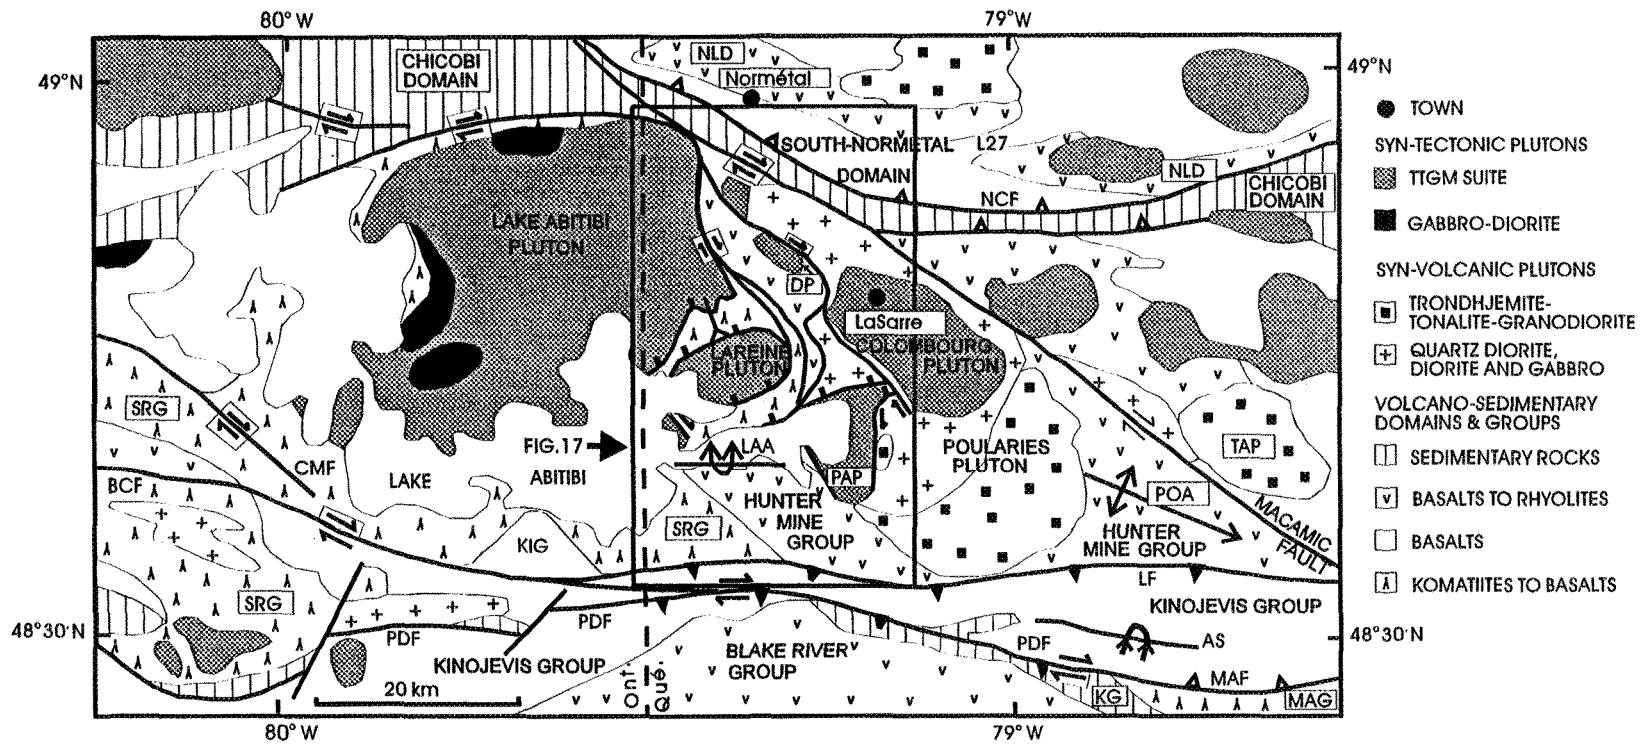 80° W
79° W
49° N
49° N
CHICOBI
DOMAIN
NLD
Normétal
SOUTH-NORMETAL L27
DOMAIN
NCF
NLD
CHICOBI
DOMAIN
LAKE ABITIBI
PLUTON
DP
LaSarre
COLOMBOURG
PLUTON
LAREINE
PLUTON
SRG
FIG.17
LAA
POULARIES
PLUTON
TAP
CMF
LAKE
ABITIBI
PAP
POA
BCF
HUNTER
MINE
GROUP
SRG
HUNTER
MINE GROUP
MACAMIC
FAULT
KIG
LF
SRG
KINOJEVIS GROUP
PDF
PDF
PDF
AS
48°30'N
48°30'N
KINOJEVIS GROUP
BLAKE RIVER
GROUP
MAF
KG
MAG
20 km
Ont.
Qué.
80° W
79° W
TOWN
SYN-TECTONIC PLUTONS
TTGM SUITE
GABBRO-DIORITE
SYN-VOLCANIC PLUTONS
TRONDHJEMITE-
TONALITE-GRANODIORITE
QUARTZ DIORITE,
DIORITE AND GABBRO
VOLCANO-SEDIMENTARY
DOMAINS & GROUPS
SEDIMENTARY ROCKS
BASALTS TO RHYOLITES
BASALTS
KOMATIITES TO BASALTS